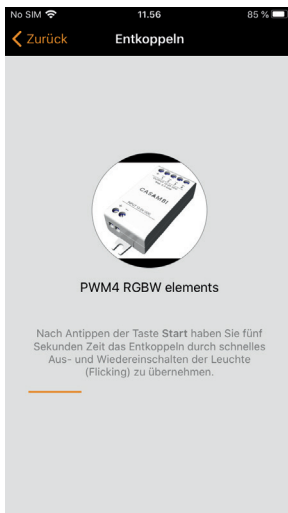 No SIM 11.56 85 %
Zurück Entkoppeln
CASAMBI
PWM4 RGBW elements
Nach Antippen der Taste Start haben Sie fünf
Sekunden Zeit das Entkoppeln durch schnelles
Aus- und Wiedereinschalten der Leuchte
(Flicking) zu übernehmen.